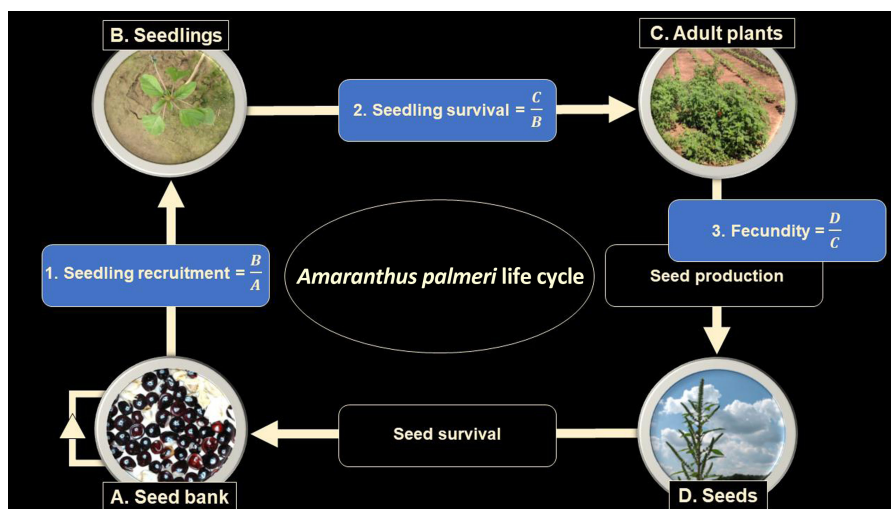 B. Seedlings
C. Adult plants
2. Seedling survival = C/B
3. Fecundity = D/C
1. Seedling recruitment = B/A
Amaranthus palmeri life cycle
Seed production
Seed survival
A. Seed bank
D. Seeds